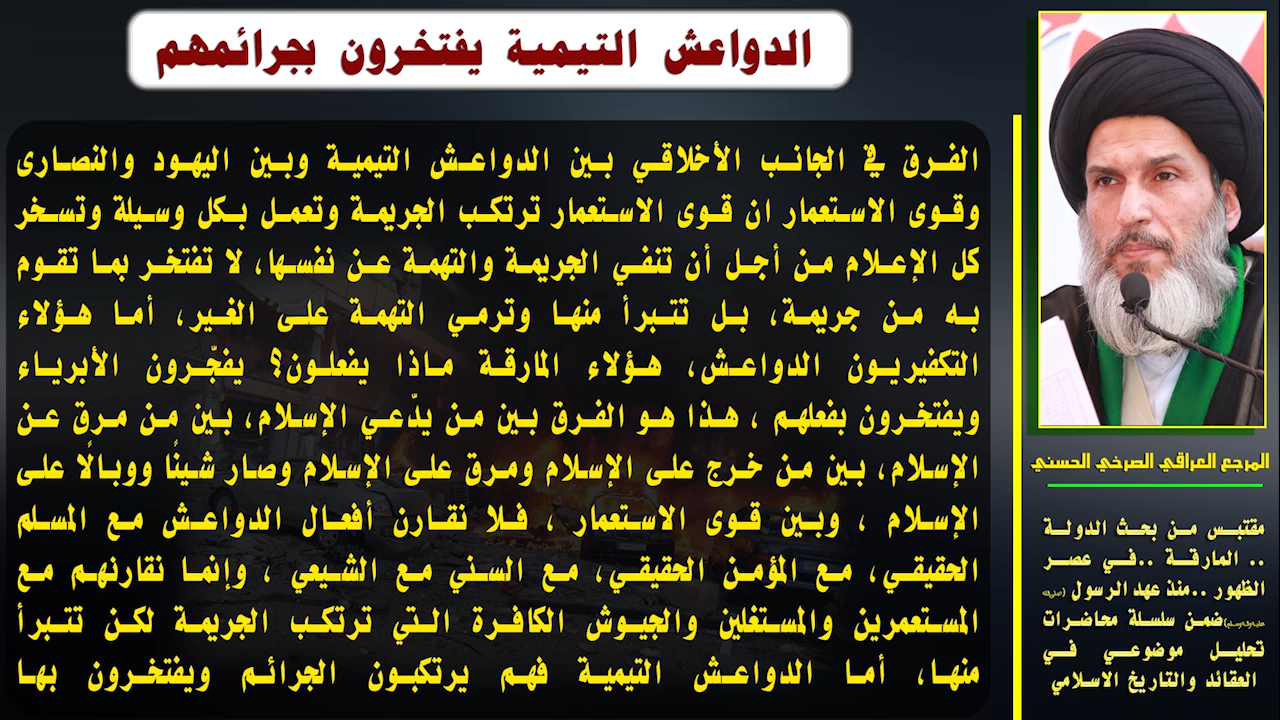 الدواعش التيمية يفتخرون بجرائمهم
الفرق في الجانب الأخلاقي بين الدواعش التيمية وبين اليهود والنصارى
وقوى الاستعمار ان قوى الاستعمار ترتكب الجريمة وتعمل بكل وسيلة وتسخر
كل الإعلام من أجل أن تنفي الجريمة والتهمة عن نفسها، لا تفتخر بما تقوم
به من جريمة، بل تتبرأ منها وترمي التهمة على الغير، أما هؤلاء
التكفيريون الدواعش، هؤلاء المارقة ماذا يفعلون؟ يفجّرون الأبرياء
ويفتخرون بفعلهم ، هذا هو الفرق بين من يدّعي الإسلام، بين من مرق عن
الإسلام، بين من خرج على الإسلام ومرق على الإسلام وصار شينًا ووبالًا على
الإسلام ، وبين قوى الاستعمار ، فلا نقارن أفعال الدواعش مع المسلم
الحقيقي، مع المؤمن الحقيقي، مع السني مع الشيعي ، وإنما نقارنهم مع
المستعمرين والمستغلين والجيوش الكافرة التي ترتكب الجريمة لكن تتبرأ
منها، أما الدواعش التيمية فهم يرتكبون الجرائم ويفتخرون بها
المرجع العراقي الصرخي الحسني
مقتبس من بحث الدولة
.. المارقة ..في عصر
الظهور ..منذ عهد الرسول (صلى الله
عليه وآله وسلم)ضمن سلسلة محاضرات
تحليل موضوعي في
العقائد والتاريخ الاسلامي